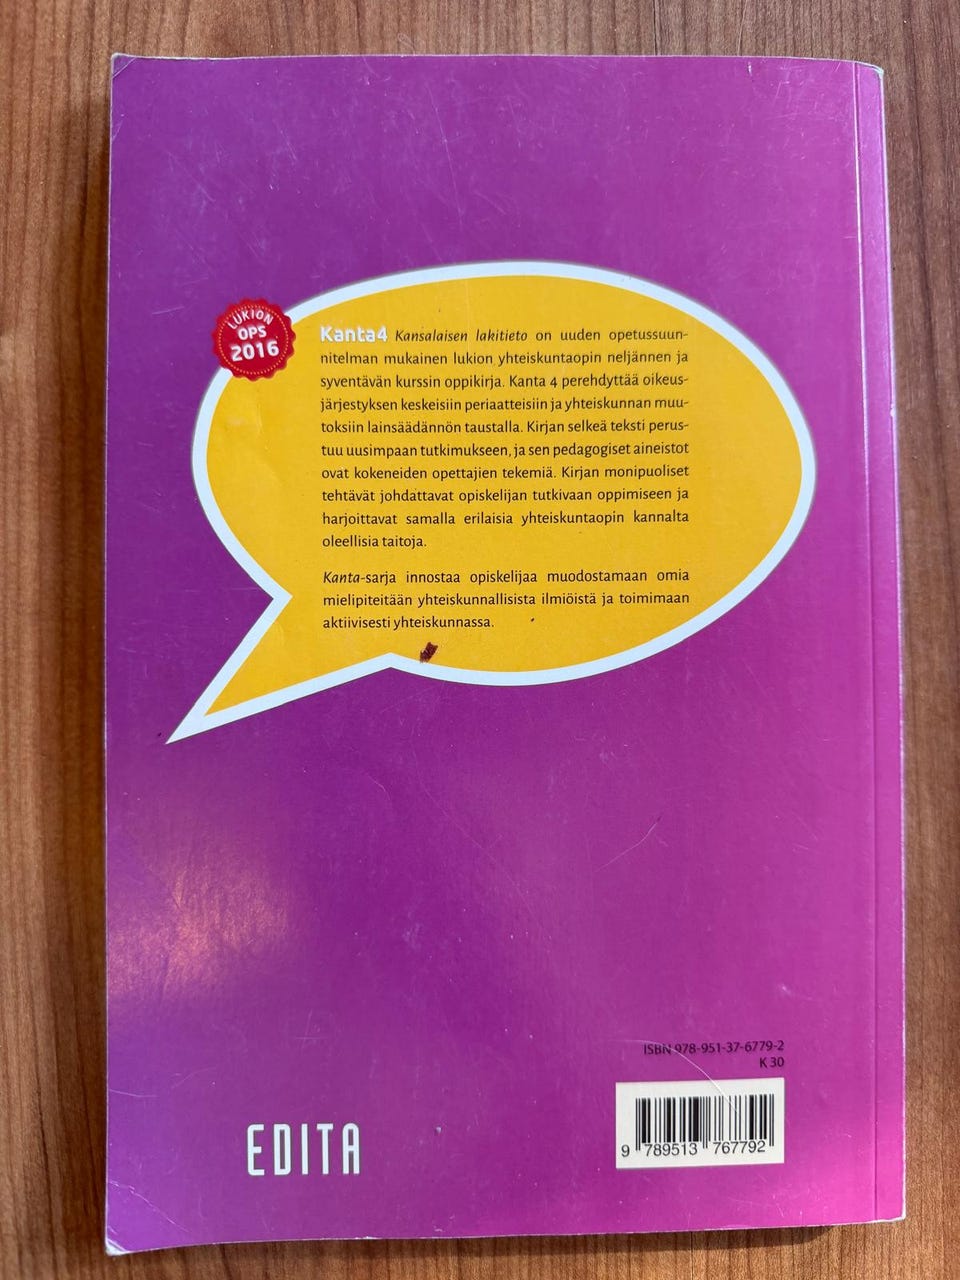 LUKION
OPS
2016
Kanta4 Kansalaisen lakitieto on uuden opetussuun-
nitelman mukainen lukion yhteiskuntaopin neljännen ja
syventävän kurssin oppikirja. Kanta 4 perehdyttää oikeus-
järjestyksen keskeisiin periaatteisiin ja yhteiskunnan muu-
toksiin lainsäädännön taustalla. Kirjan selkeä teksti perus-
tuu uusimpaan tutkimukseen, ja sen pedagogiset aineistot
ovat kokeneiden opettajien tekemiä. Kirjan monipuoliset
tehtävät johdattavat opiskelijan tutkivaan oppimiseen ja
harjoittavat samalla erilaisia yhteiskuntaopin kannalta
oleellisia taitoja.
Kanta-sarja innostaa opiskelijaa muodostamaan omia
mielipiteitään yhteiskunnallisista ilmiöistä ja toimimaan
aktiivisesti yhteiskunnassa.
ISBN 978-951-37-6779-2
K 30
9 789513 767792
EDITA